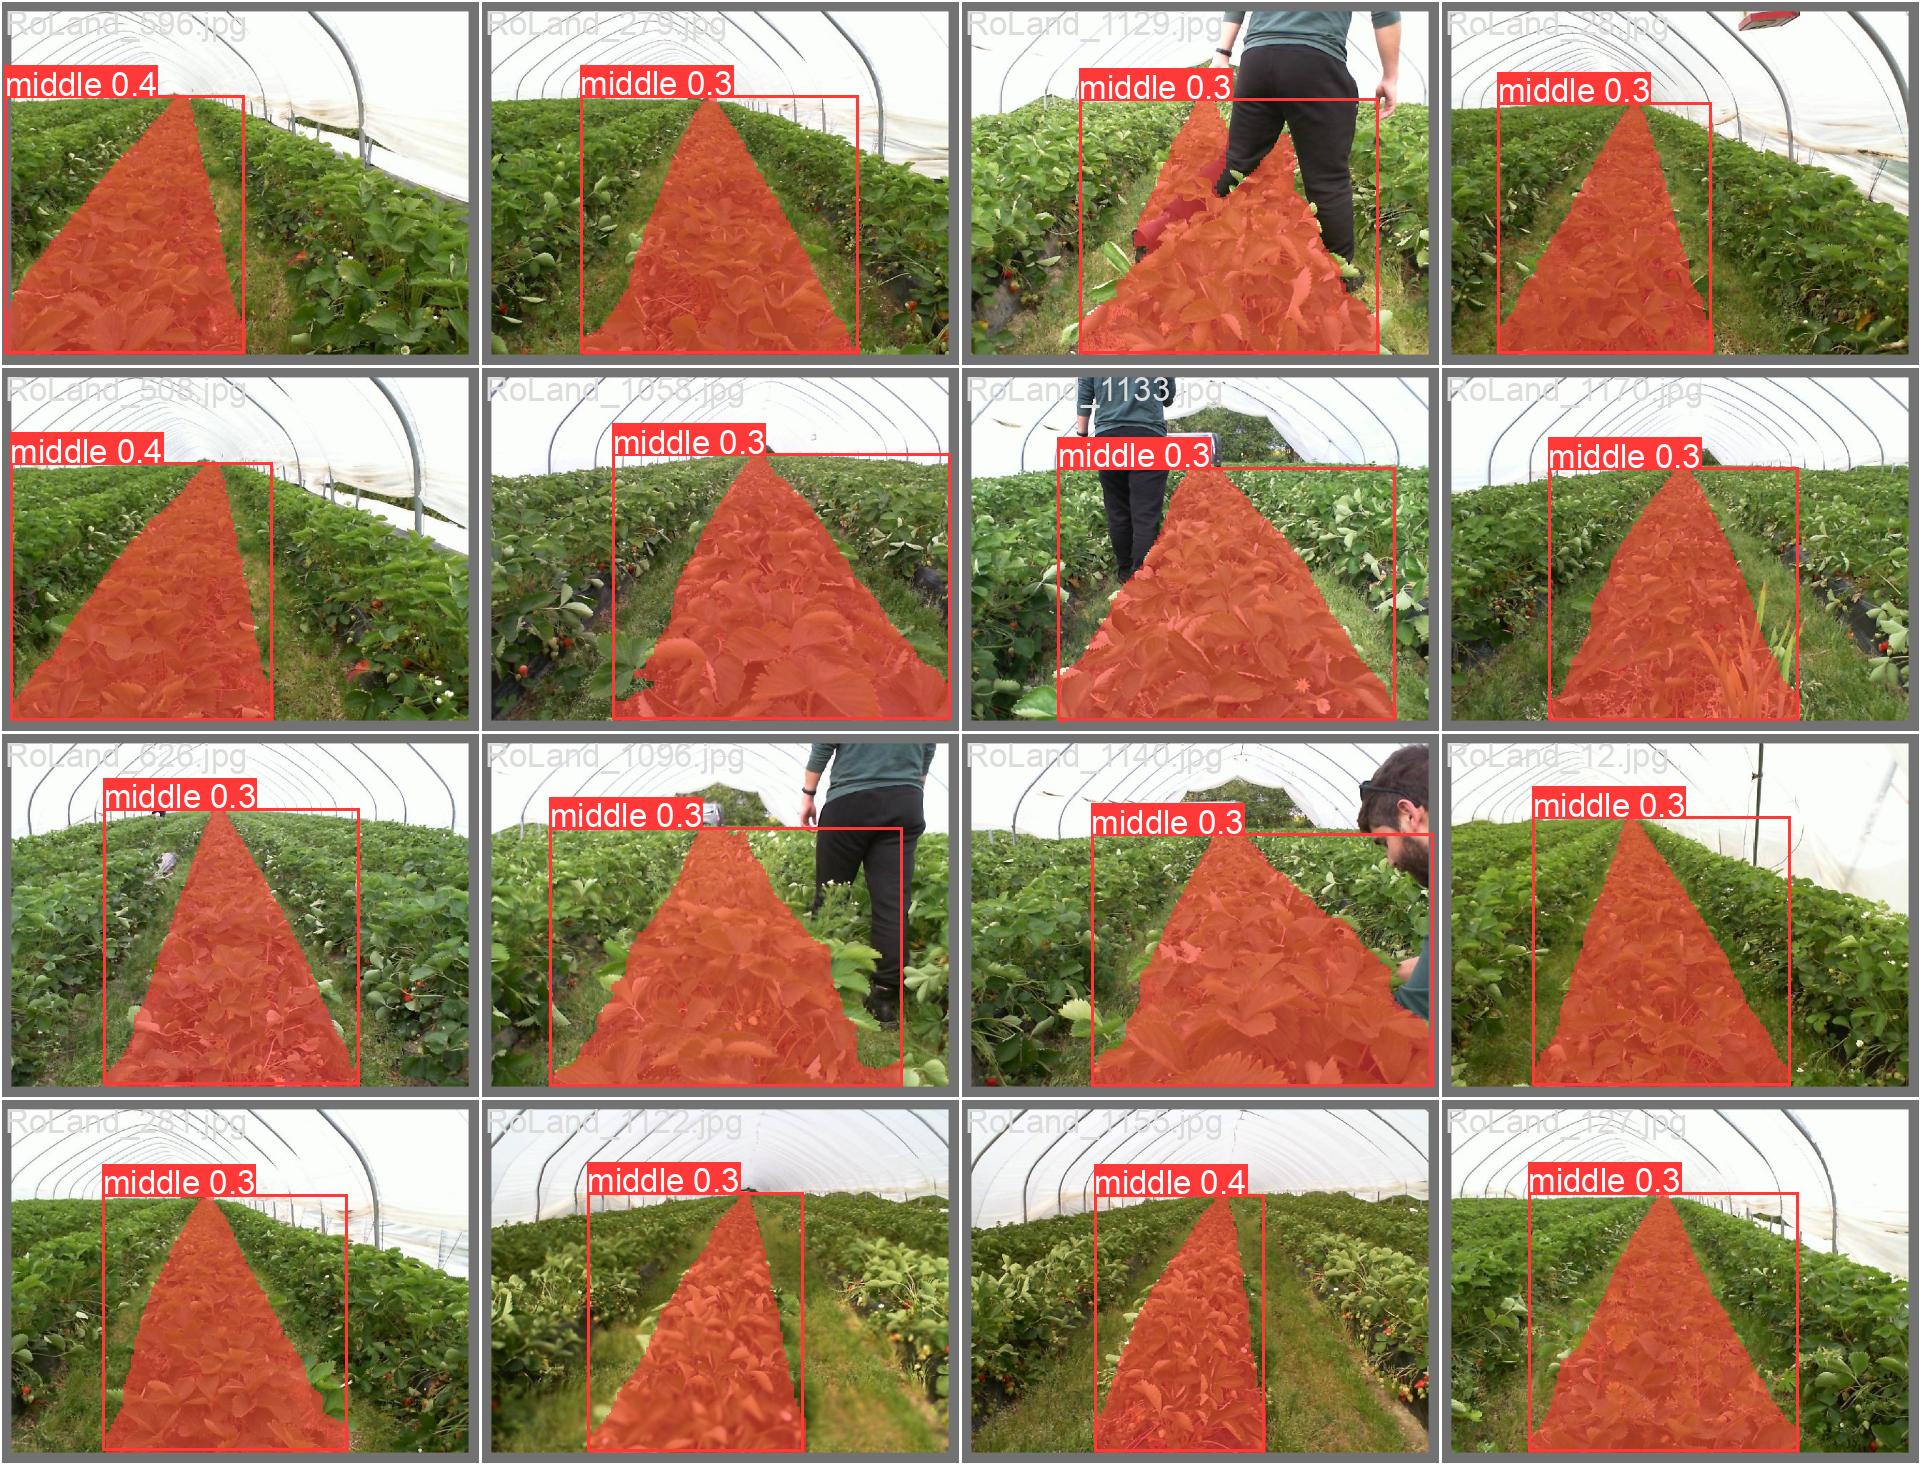 RoLand_596.jpg
middle 0.4
RoLand_279.jpg
middle 0.3
RoLand_1129.jpg
middle 0.3
RoLand_28.jpg
middle 0.3
RoLand_508.jpg
middle 0.4
RoLand_1058.jpg
middle 0.3
RoLand_1133.jpg
middle 0.3
RoLand_1170.jpg
middle 0.3
RoLand_626.jpg
middle 0.3
RoLand_1096.jpg
middle 0.3
RoLand_1140.jpg
middle 0.3
RoLand_12.jpg
middle 0.3
RoLand_281.jpg
middle 0.3
RoLand_1122.jpg
middle 0.3
RoLand_1155.jpg
middle 0.4
RoLand_127.jpg
middle 0.3